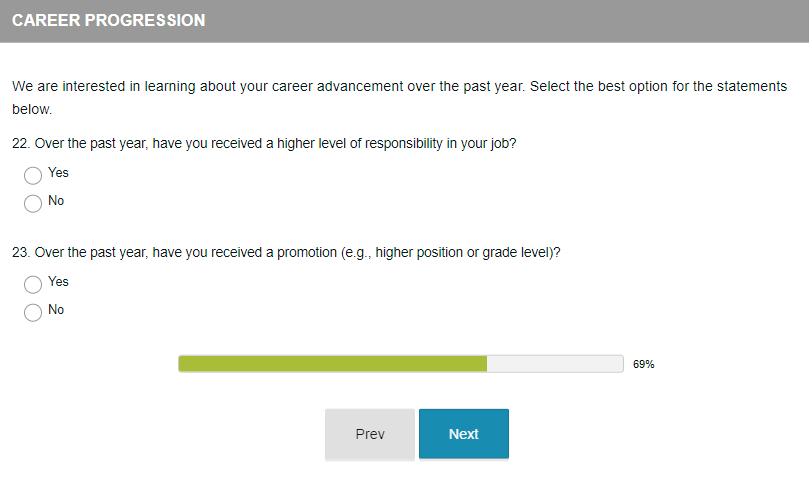 CAREER PROGRESSION
We are interested in learning about your career advancement over the past year. Select the best option for the statements
below.
22. Over the past year, have you received a higher level of responsibility in your job?
Yes
No
23. Over the past year, have you received a promotion (e.g., higher position or grade level)?
Yes
No
69%
Prev
Next